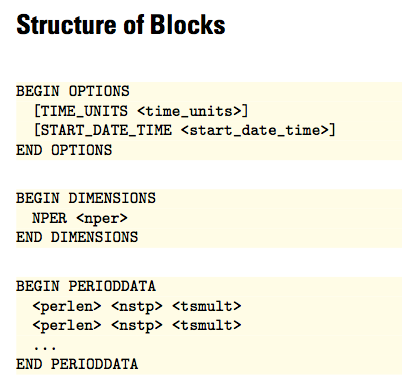 Structure of Blocks
BEGIN OPTIONS
[TIME_UNITS <time_units>]
[START_DATE_TIME <start_date_time>]
END OPTIONS
BEGIN DIMENSIONS
NPER <nper>
END DIMENSIONS
BEGIN PERIODDATA
<perlen> <nstp> <tsmult>
<perlen> <nstp> <tsmult>
...
END PERIODDATA